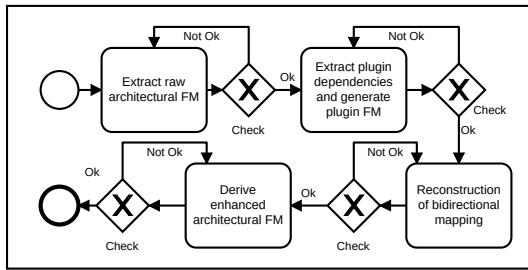 Not Ok
Extract raw
architectural FM
X
Check
Ok
Not Ok
Extract plugin
dependencies
and generate
plugin FM
X
Check
Ok
Reconstruction
of bidirectional
mapping
Not Ok
X
Check
Ok
Derive
enhanced
architectural FM
Not Ok
X
Check
Ok